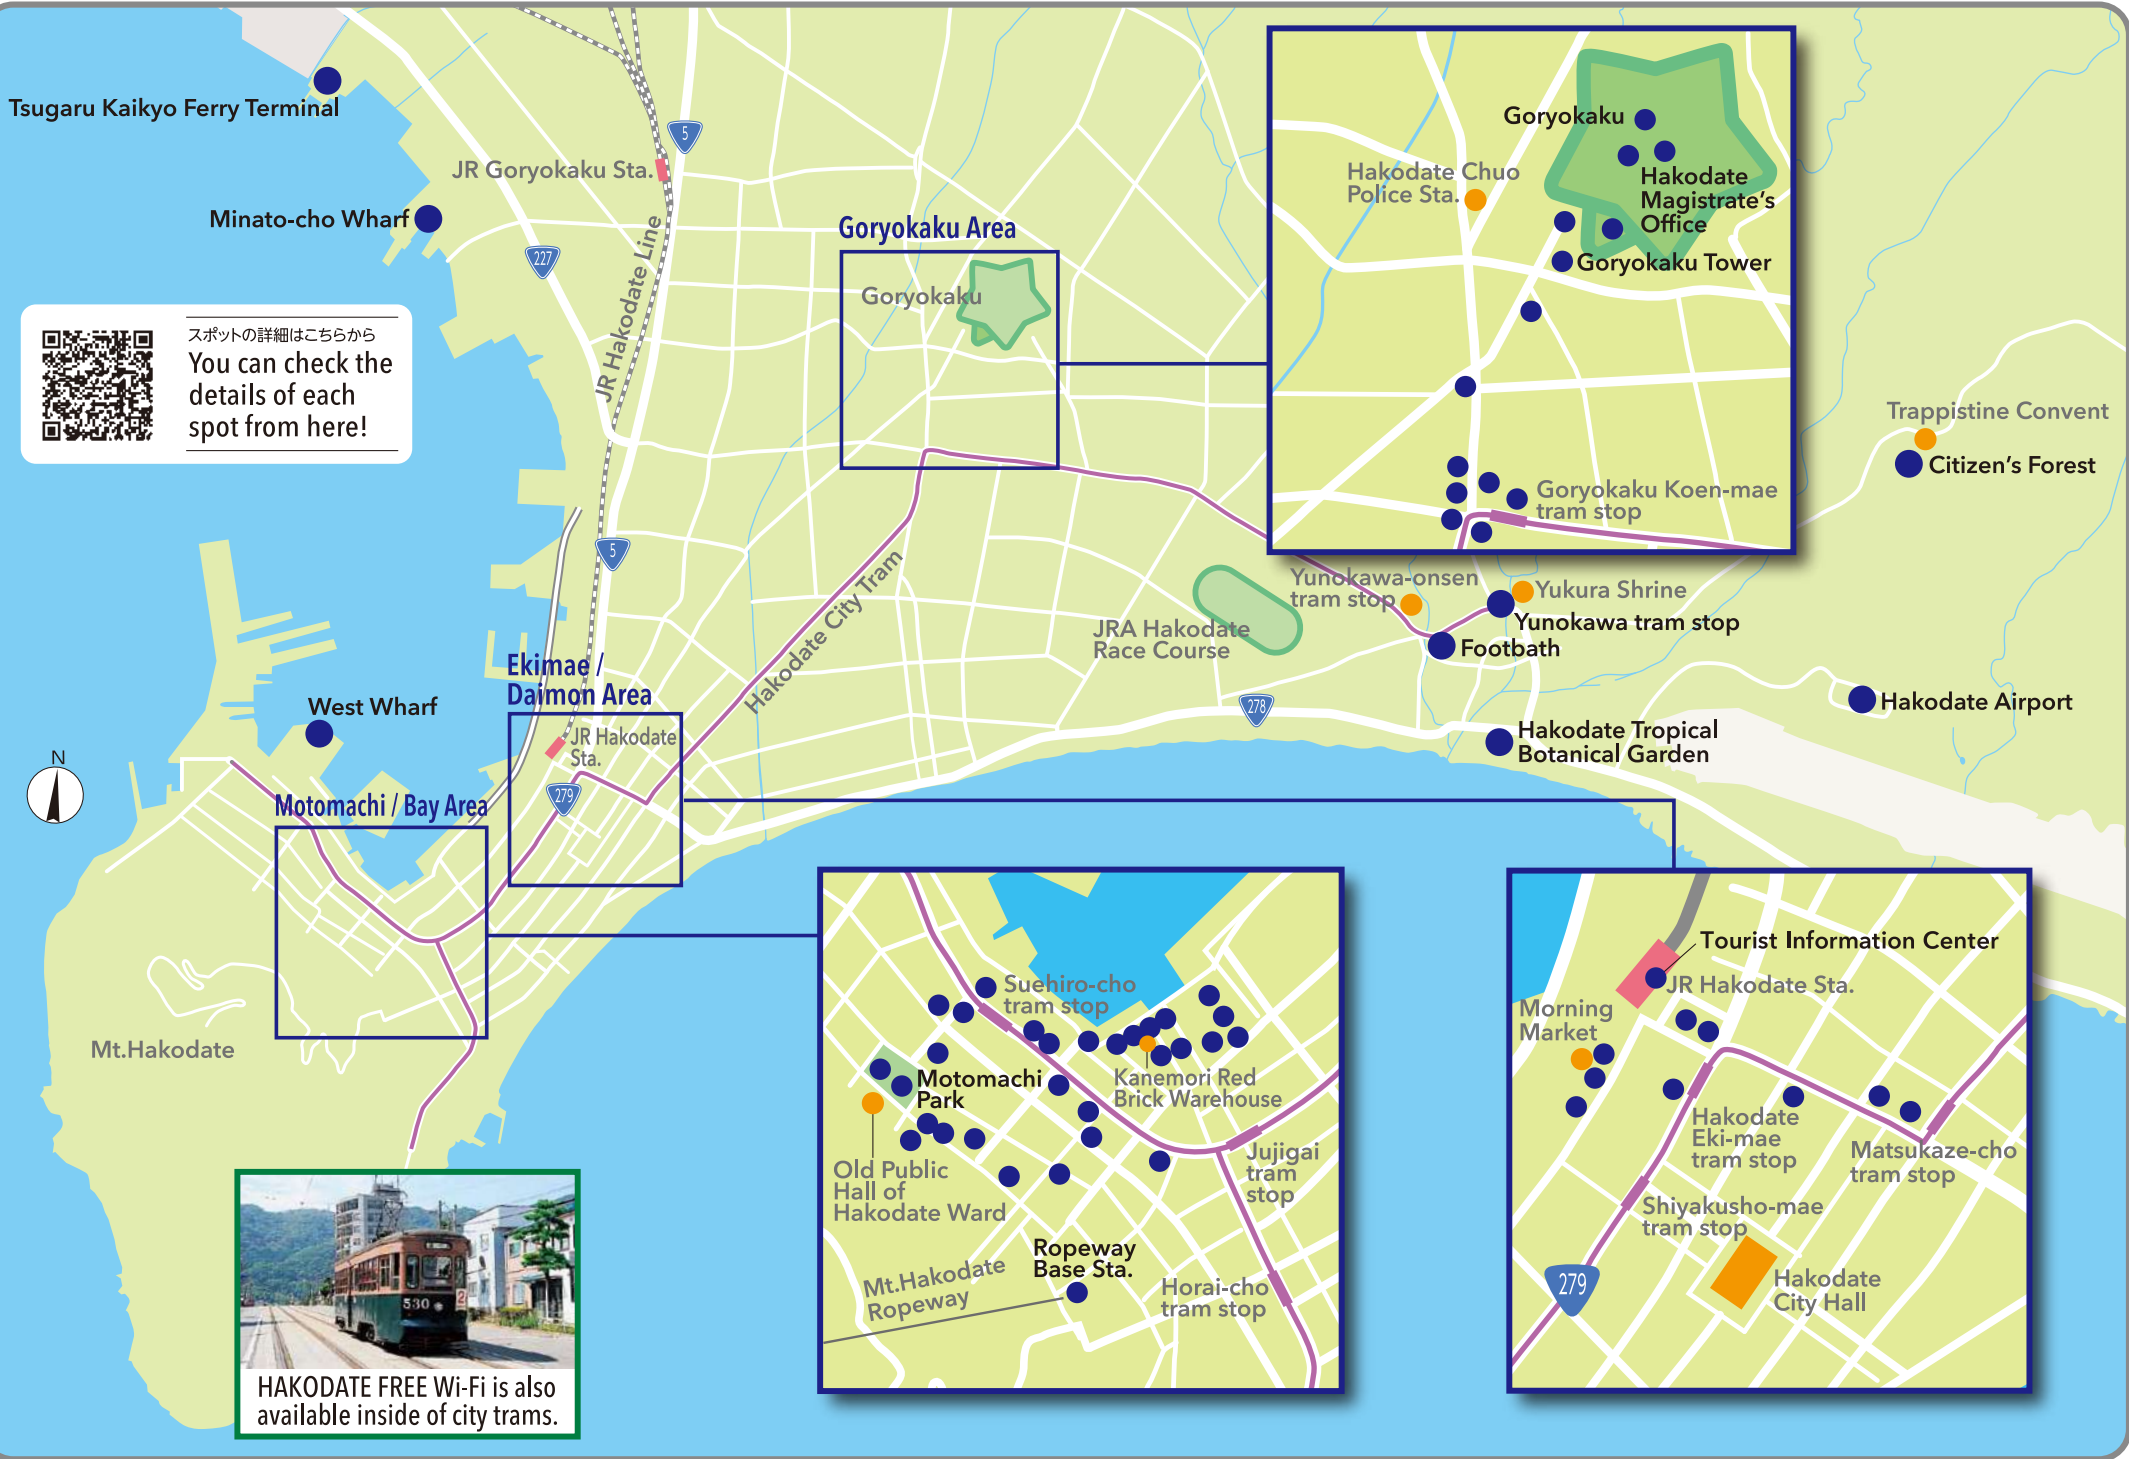 Tsugaru Kaikyo Ferry Terminal
5
JR Goryokaku Sta.
Minato-cho Wharf
227
JR Hakodate Line
スポットの詳細はこちらから
You can check the
details of each
spot from here!
Goryokaku Area
Goryokaku
Goryokaku
Hakodate Chuo
Police Sta.
Hakodate
Magistrate's
Office
Goryokaku Tower
Goryokaku Koen-mae
tram stop
Trappistine Convent
Citizen's Forest
5
Hakodate City Tram
JRA Hakodate
Race Course
Yunokawa-onsen
tram stop
Yukura Shrine
Yunokawa tram stop
Footbath
278
Hakodate Tropical
Botanical Garden
Hakodate Airport
West Wharf
Ekimae /
Daimon Area
JR Hakodate
Sta.
279
N
Motomachi / Bay Area
Mt.Hakodate
Suehiro-cho
tram stop
Motomachi
Park
Kanemori Red
Brick Warehouse
Old Public
Hall of
Hakodate Ward
Jujigai
tram
stop
Ropeway
Base Sta.
Mt.Hakodate
Ropeway
Horai-cho
tram stop
Tourist Information Center
JR Hakodate Sta.
Morning
Market
Hakodate
Eki-mae
tram stop
Matsukaze-cho
tram stop
Shiyakusho-mae
tram stop
279
Hakodate
City Hall
530
2
HAKODATE FREE Wi-Fi is also
available inside of city trams.